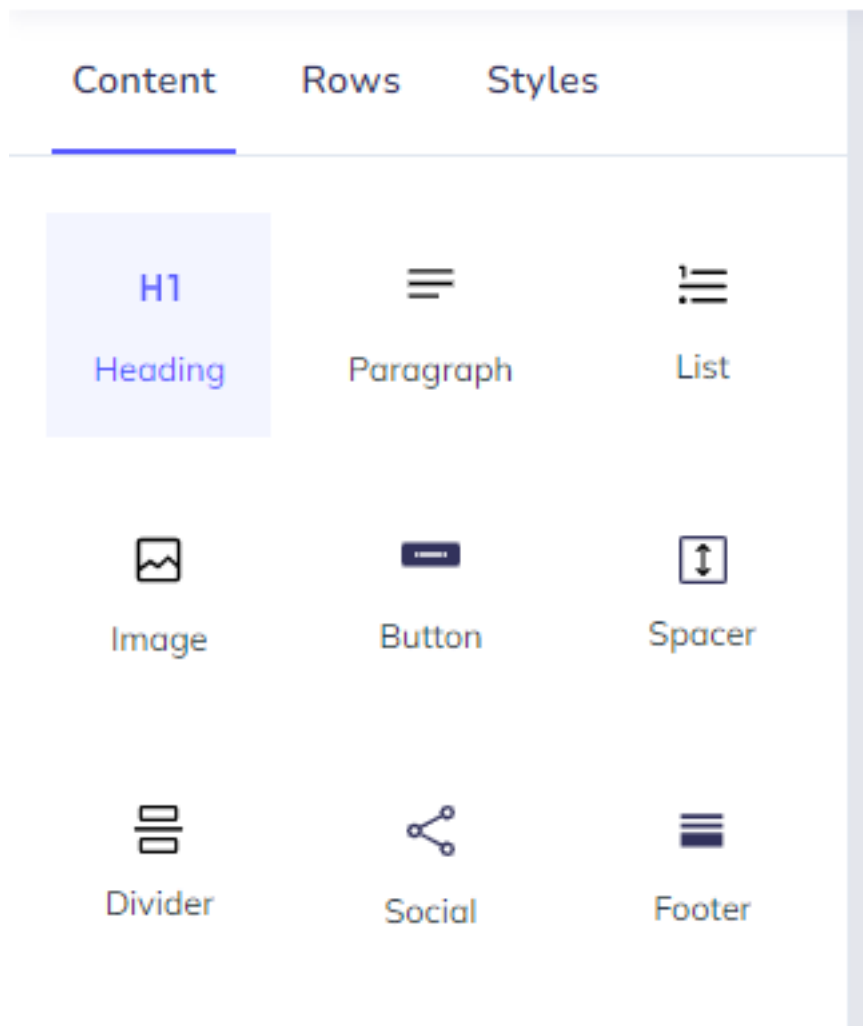 Content Rows Styles
H1
Heading Paragraph List
Image Button Spacer
Divider Social Footer